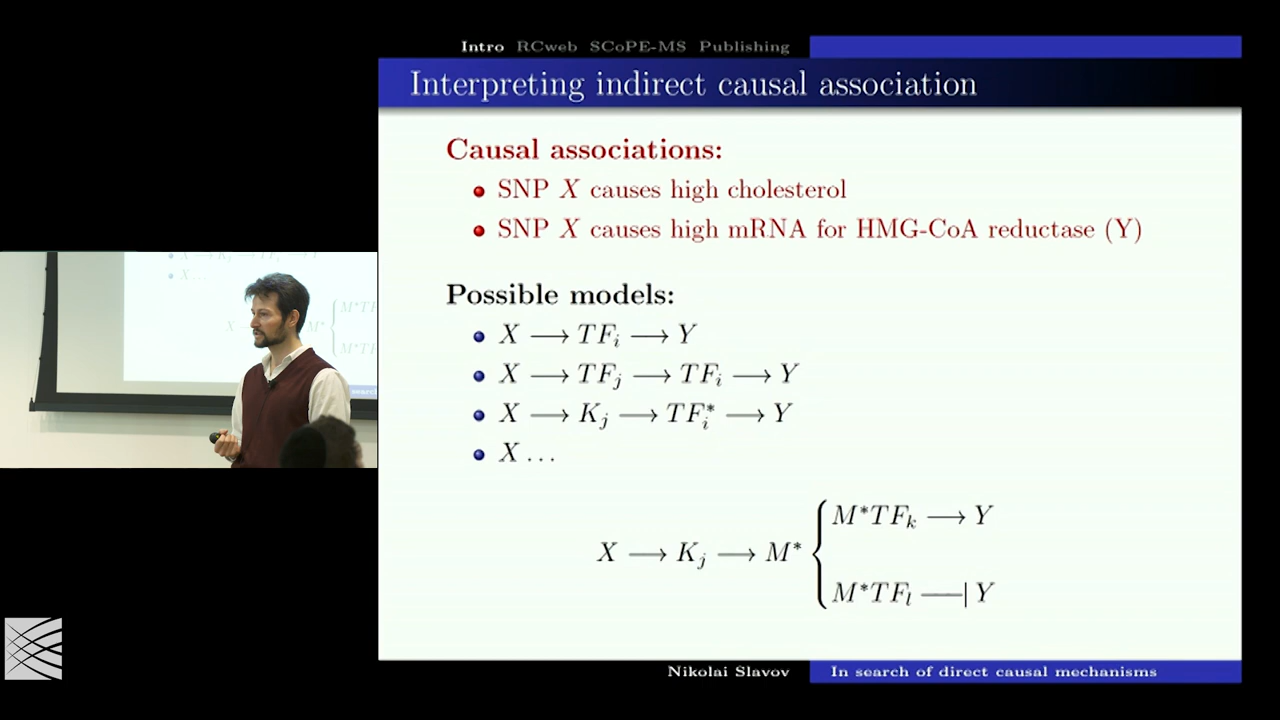 Intro RCweb SCoPE-MS Publishing
Interpreting indirect causal association
Causal associations:
SNP X causes high cholesterol
SNP X causes high mRNA for HMG-CoA reductase (Y)
Possible models:
X ⟶ TF_i ⟶ Y
X ⟶ TF_j ⟶ TF_i ⟶ Y
X ⟶ K_j ⟶ TF_i^* ⟶ Y
X ...
M*TF_k ⟶ Y
X ⟶ K_j ⟶ M* {
M*TF_l ⟶| Y
Nikolai Slavov In search of direct causal mechanisms